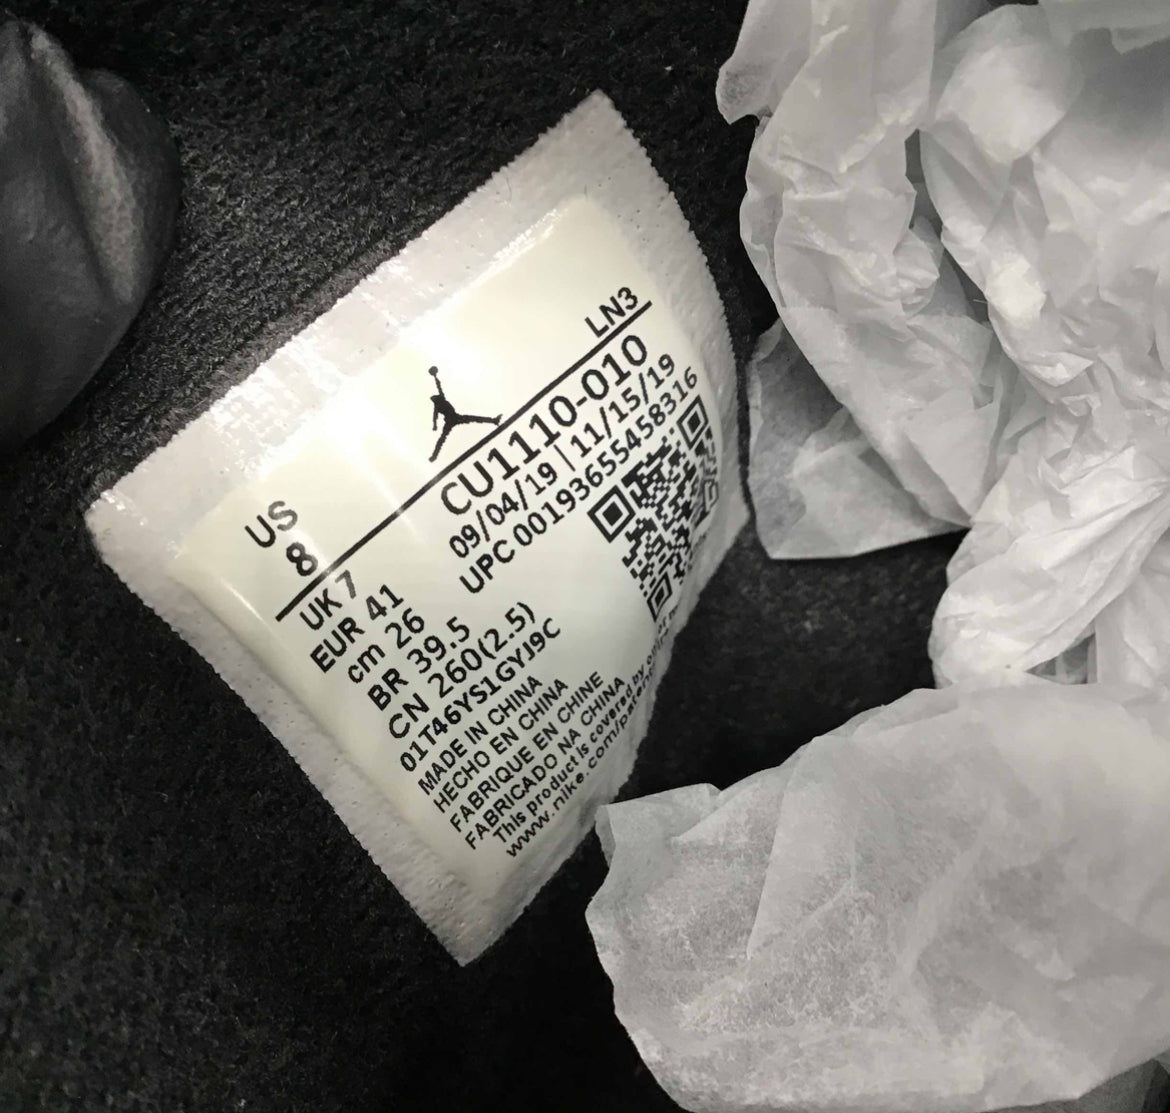 LN3
US
8
CU1110-010
09/04/19 | 11/15/19
UPC 00193655458316
UK 7
EUR 41
cm 26
BR 39.5
CN 260(2.5)
01T46YS1GYJ9C
MADE IN CHINA
HECHO EN CHINA
FABRIQUE EN CHINE
FABRICADO NA CHINA
This product is covered by
www.nike.com/patents